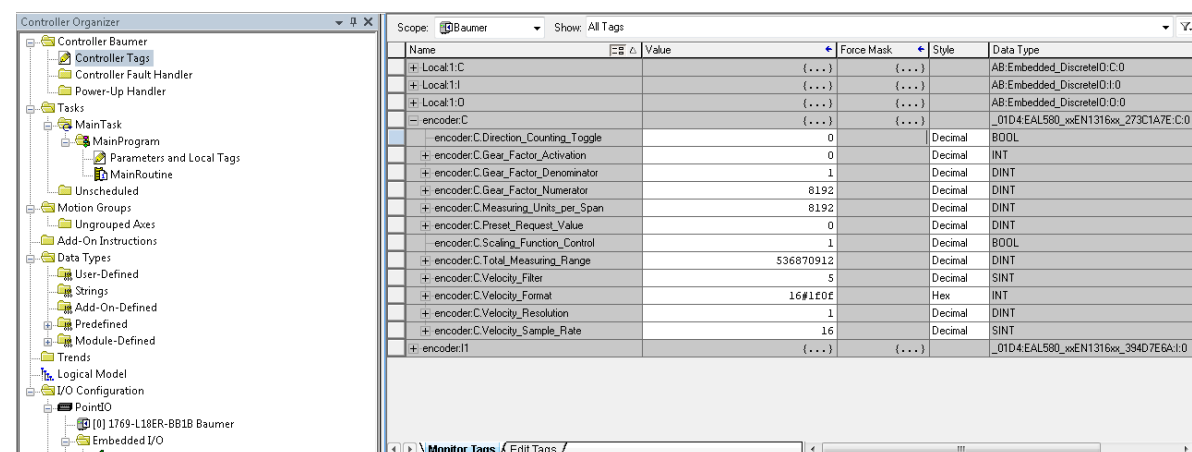 Controller Organizer
Controller Baumer
Controller Tags
Controller Fault Handler
Power-Up Handler
Tasks
MainTask
MainProgram
Parameters and Local Tags
MainRoutine
Unscheduled
Motion Groups
Ungrouped Axes
Add-On Instructions
Data Types
User-Defined
Strings
Add-On-Defined
Predefined
Module-Defined
Trends
Logical Model
I/O Configuration
PointIO
[0] 1769-L18ER-BB1B Baumer
Embedded I/O
Scope: Baumer Show: All Tags
Name Value Force Mask Style Data Type
Local:1:C {...} {...} AB:Embedded_DiscreteIO:C:0
Local:1:I {...} {...} AB:Embedded_DiscreteIO:I:0
Local:1:O {...} {...} AB:Embedded_DiscreteIO:O:0
encoder:C {...} {...} _01D4:EAL580_xxEN1316xx_273C1A7E:C:0
encoder:C.Direction_Counting_Toggle 0 Decimal BOOL
encoder:C.Gear_Factor_Activation 0 Decimal INT
encoder:C.Gear_Factor_Denominator 1 Decimal DINT
encoder:C.Gear_Factor_Numerator 8192 Decimal DINT
encoder:C.Measuring_Units_per_Span 8192 Decimal DINT
encoder:C.Preset_Request_Value 0 Decimal DINT
encoder:C.Scaling_Function_Control 1 Decimal BOOL
encoder:C.Total_Measuring_Range 536870912 Decimal DINT
encoder:C.Velocity_Filter 5 Decimal SINT
encoder:C.Velocity_Format 16#1f0f Hex INT
encoder:C.Velocity_Resolution 1 Decimal DINT
encoder:C.Velocity_Sample_Rate 16 Decimal SINT
encoder:I1 {...} {...} _01D4:EAL580_xxEN1316xx_394D7E6A:I:0
Monitor Tags Edit Tags